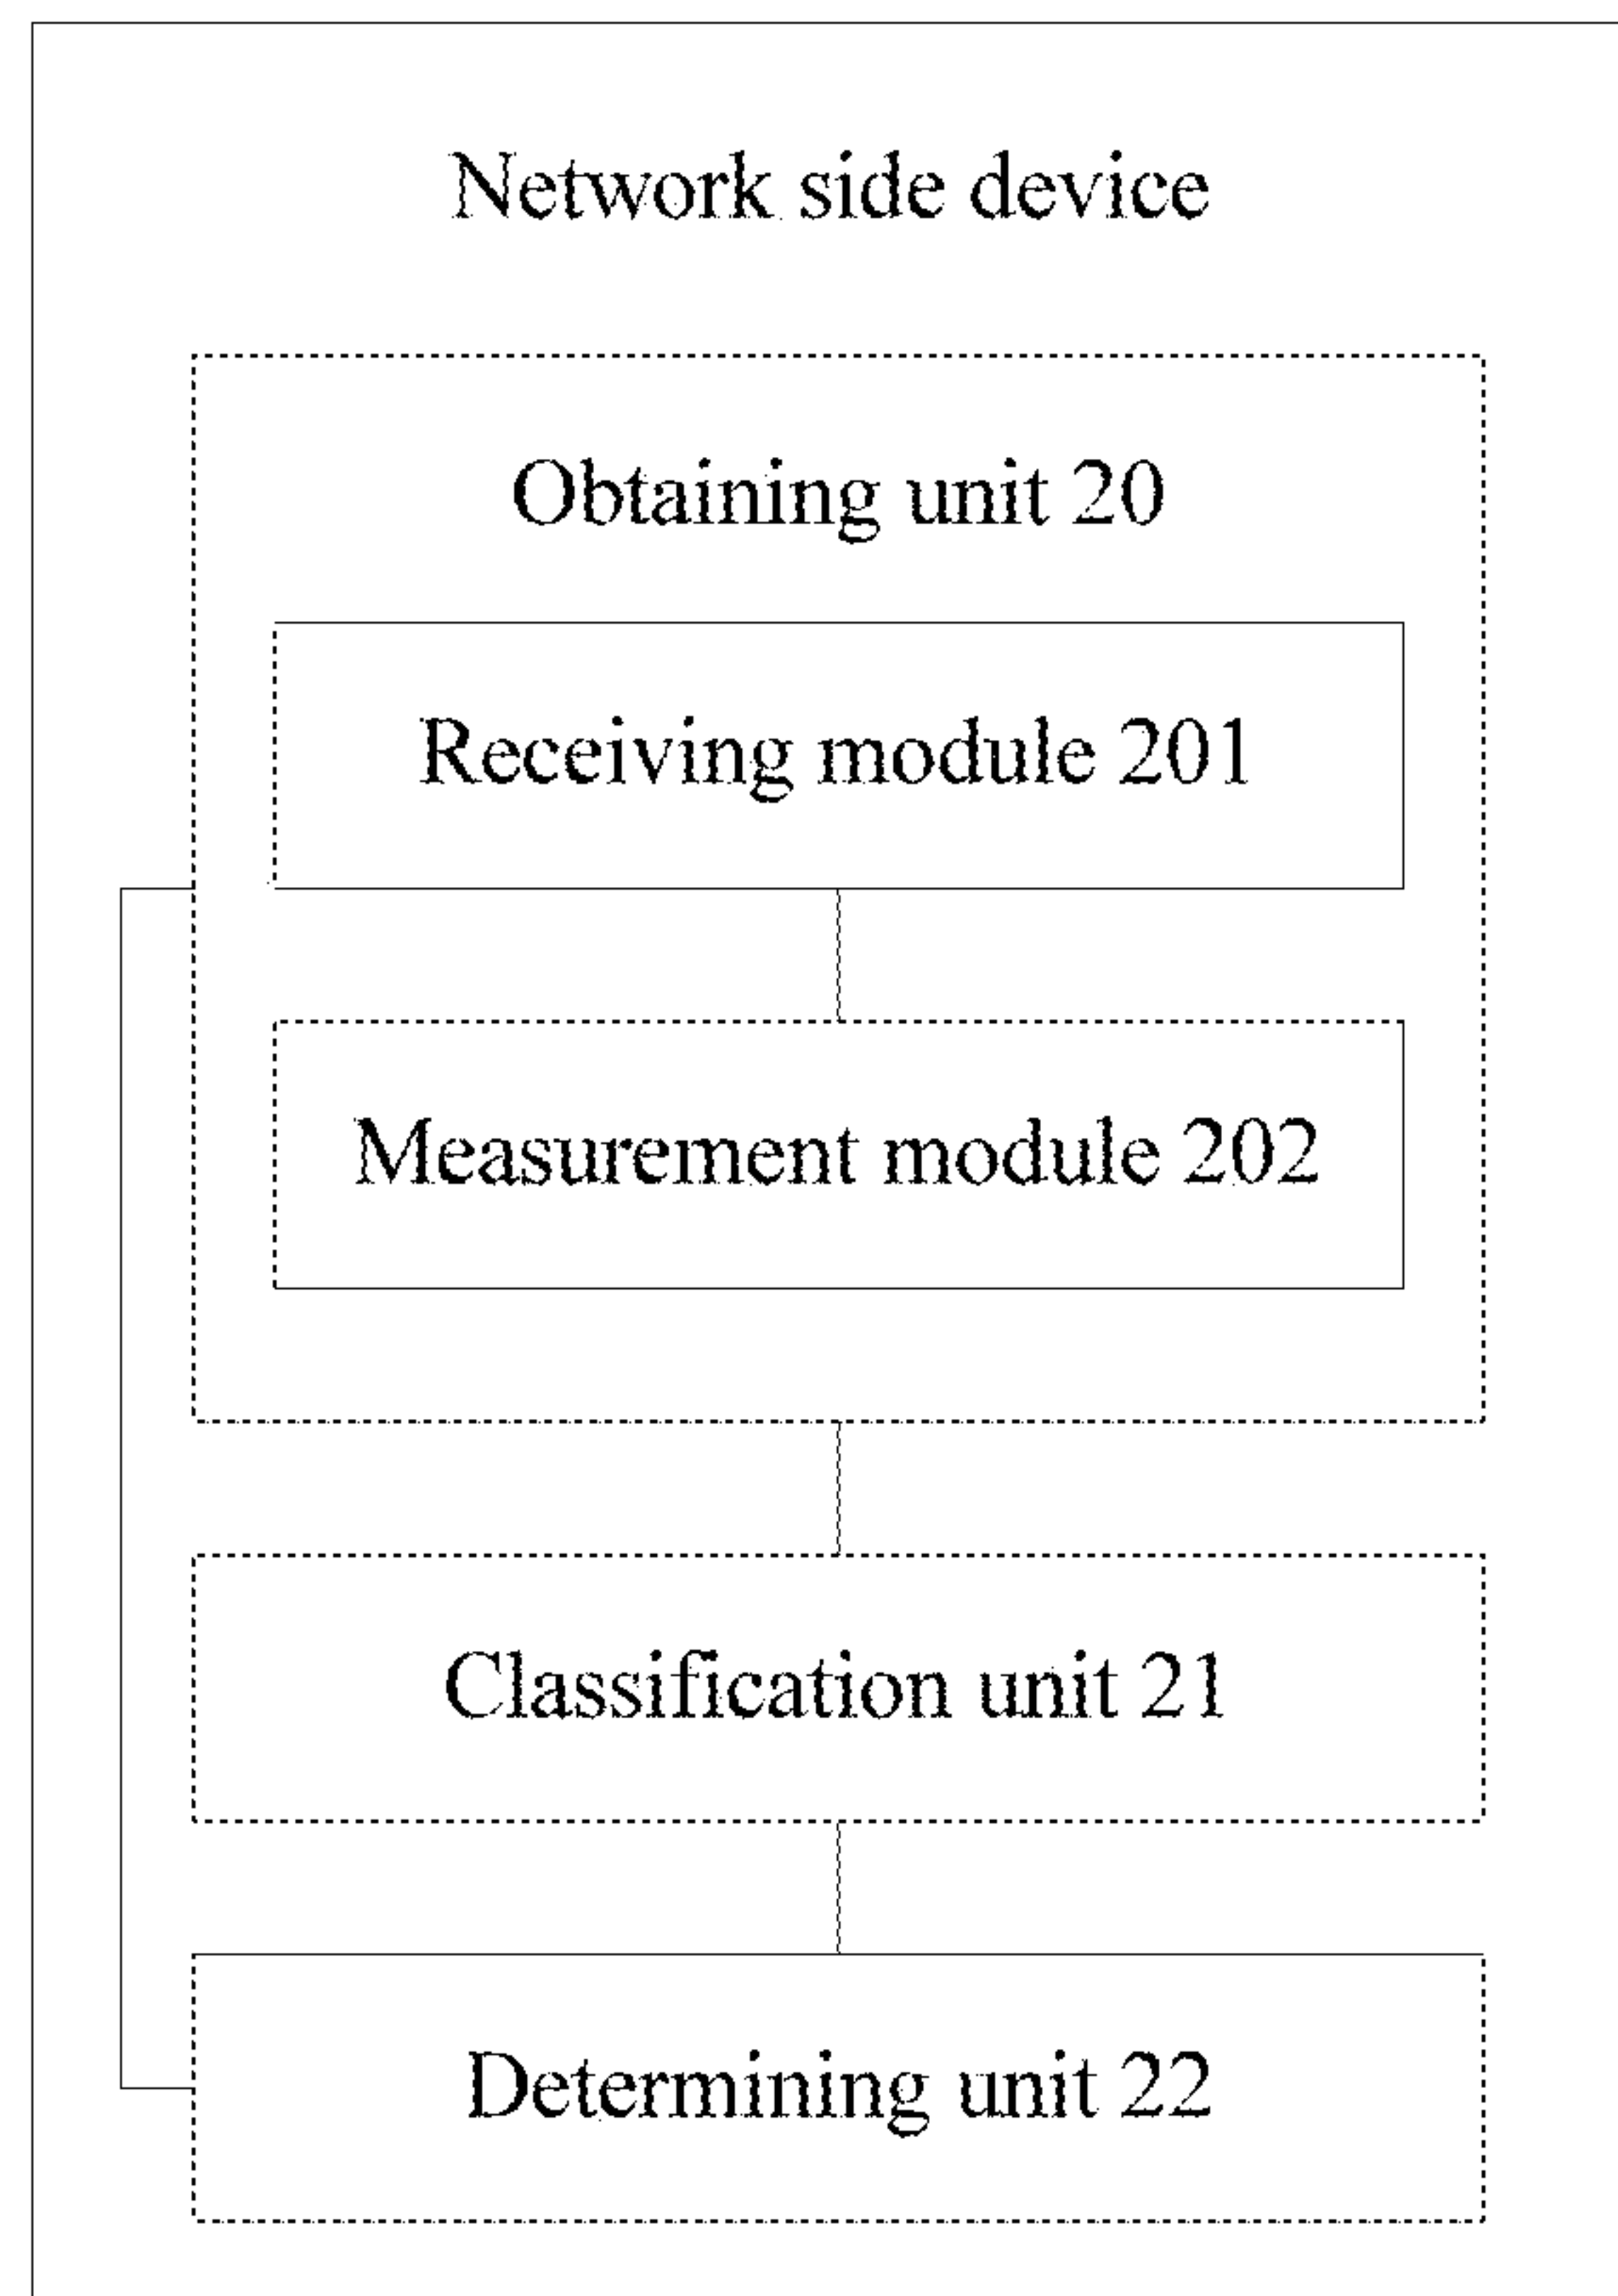 Network side device
Obtaining unit 20
Receiving module 201
Measurement module 202
Classification unit 21
Determining unit 22